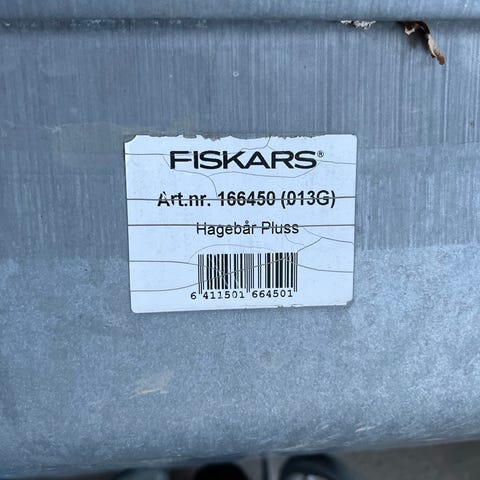 FISKARS®
Art.nr. 166450 (013G)
Hagebår Pluss
6 411501 664501